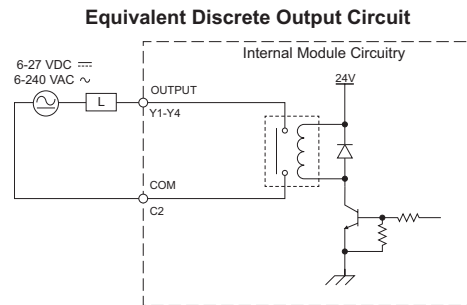 Equivalent Discrete Output Circuit
Internal Module Circuitry
6-27 VDC ⎓
6-240 VAC ∿
24V
OUTPUT
L
Y1-Y4
COM
C2